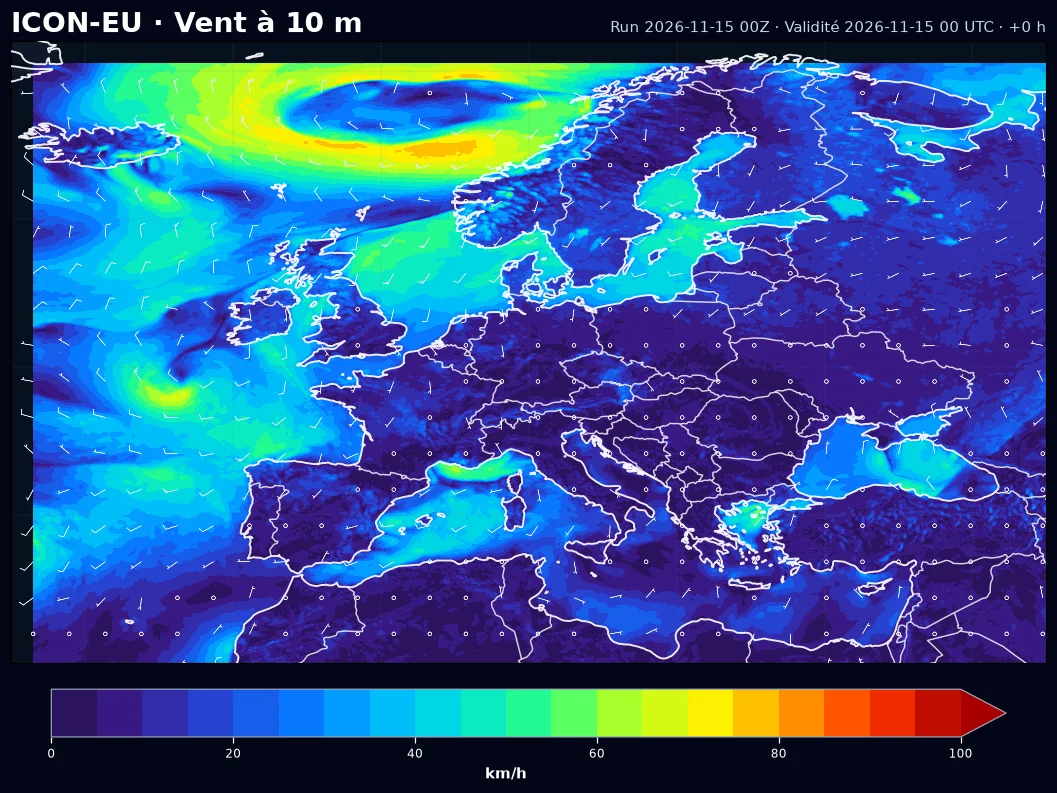 ICON-EU · Vent à 10 m
Run 2026-11-15 00Z · Validité 2026-11-15 00 UTC · +0 h
0 20 40 60 80 100
km/h